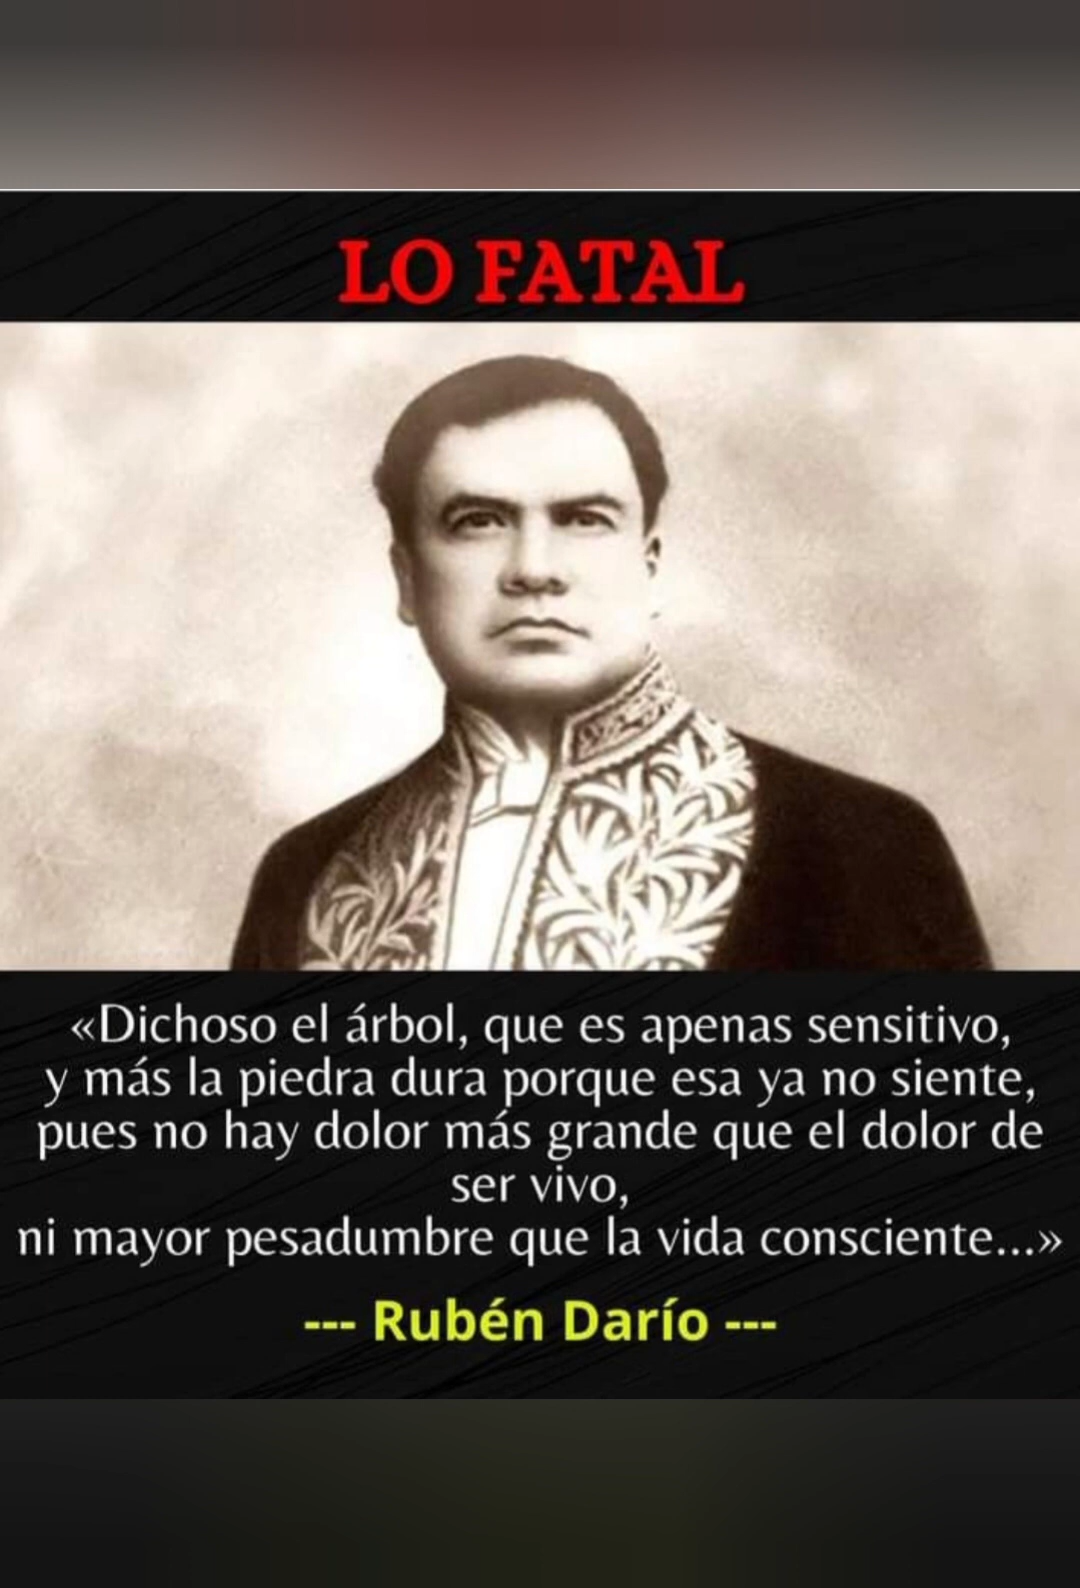 LO FATAL
«Dichoso el árbol, que es apenas sensitivo,
y más la piedra dura porque esa ya no siente,
pues no hay dolor más grande que el dolor de
ser vivo,
ni mayor pesadumbre que la vida consciente...»
--- Rubén Darío ---